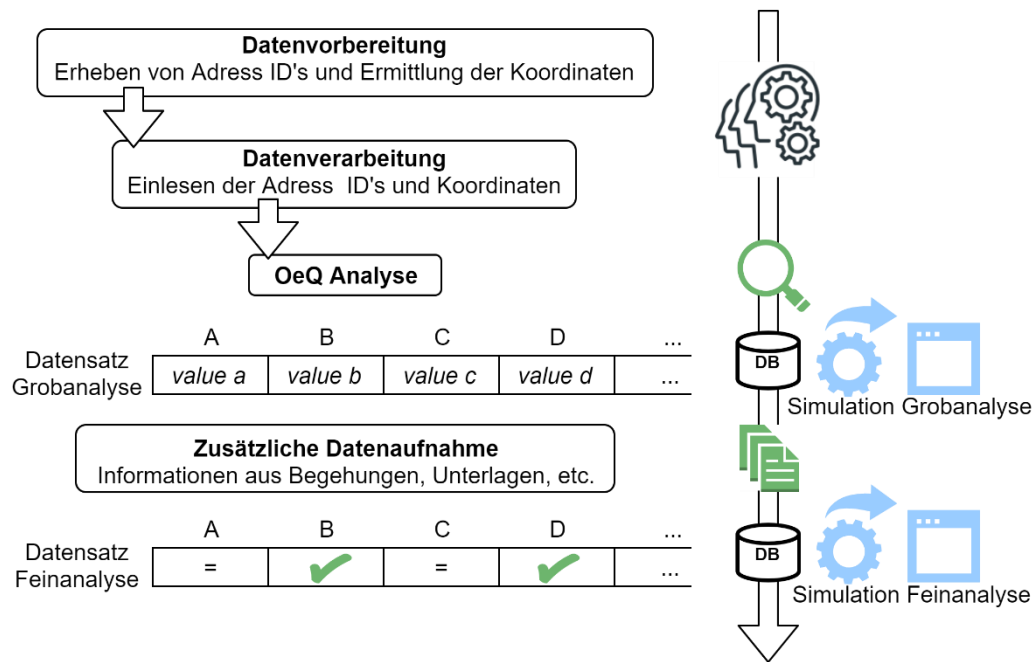 Datenvorbereitung
Erheben von Adress ID's und Ermittlung der Koordinaten
Datenverarbeitung
Einlesen der Adress ID's und Koordinaten
OeQ Analyse
A B C D ...
Datensatz
Grobanalyse
value a value b value c value d ...
DB
Simulation Grobanalyse
Zusätzliche Datenaufnahme
Informationen aus Begehungen, Unterlagen, etc.
A B C D ...
Datensatz
Feinanalyse
= = ...
DB
Simulation Feinanalyse